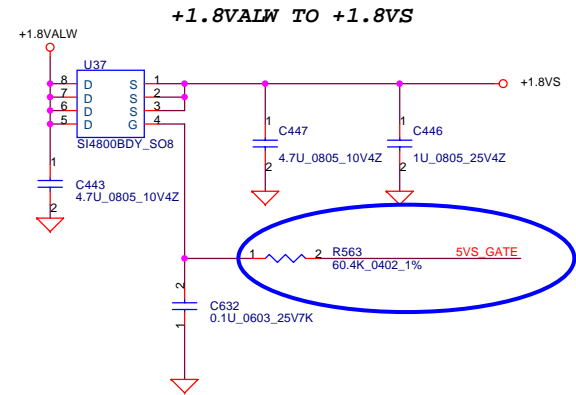 +1.8VALW TO +1.8VS
+1.8VALW
U37
8 D S 1
7 D S 2
6 D S 3
5 D G 4
SI4800BDY_SO8
+1.8VS
1
C447
4.7U_0805_10V4Z
2
1
C446
1U_0805_25V4Z
2
1
C443
4.7U_0805_10V4Z
2
1 2 R563 5VS_GATE
60.4K_0402_1%
2
C632
0.1U_0603_25V7K
1